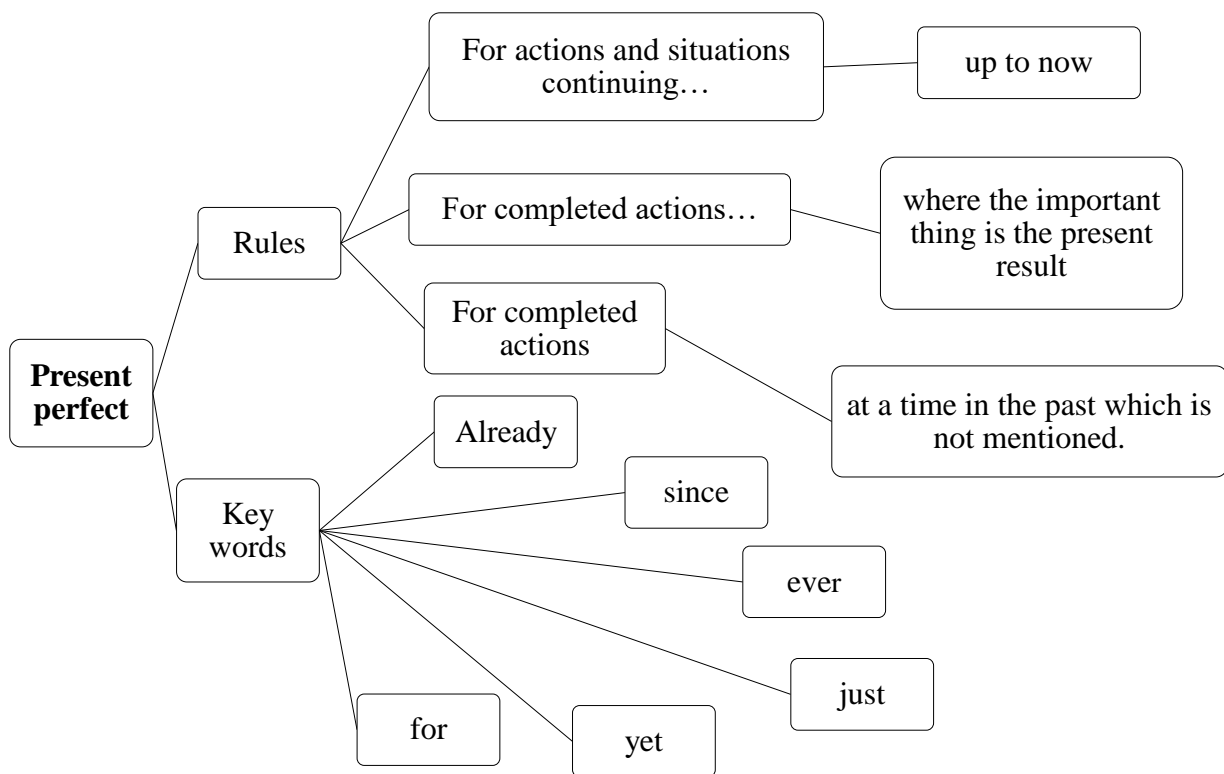 For actions and situations
continuing…
up to now
For completed actions…
where the important
thing is the present
result
Rules
For completed
actions
at a time in the past which is
not mentioned.
Present
perfect
Already
since
Key
words
ever
just
for
yet